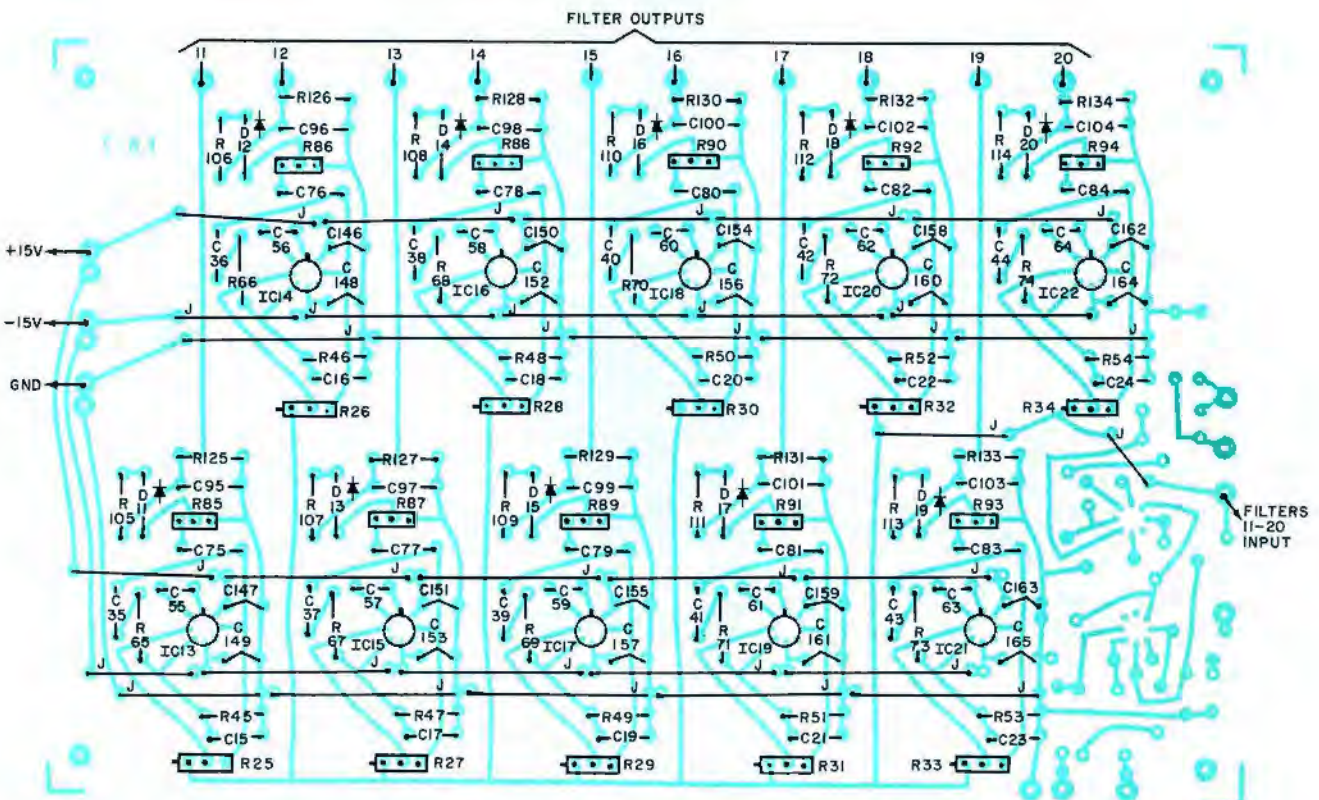 FILTER OUTPUTS
11 12 13 14 15 16 17 18 19 20
R126 R128 R130 R132 R134
C96 C98 C100 C102 C104
R 106 D 12 R 108 D 14 R 110 D 16 R 112 D 18 R 114 D 20
R86 R88 R90 R92 R94
C76 C78 C80 C82 C84
J J J J J
+15V
C 36 C 56 C146 C 38 C 58 C150 C 40 C 60 C154 C 42 C 62 C158 C 44 C 64 C162
R66 IC14 C 148 R 68 IC16 C 152 R70 IC18 C 156 R 72 IC20 C 160 R 74 IC22 C 164
-15V
J J J J J
J J J J J
GND
R46 R48 R50 R52 R54
C16 C18 C20 C22 C24
R26 R28 R30 R32 R34
J J
R125 R127 R129 R131 R133
C95 C97 C99 C101 C103
R 105 D 11 R 107 D 13 R 109 D 15 R 111 D 17 R 113 D 19
R85 R87 R89 R91 R93
FILTERS
11-20
INPUT
C75 C77 C79 C81 C83
J J J J J
C 35 C 55 C147 C 37 C 57 C151 C 39 C 59 C155 C 41 C 61 C159 C 43 C 63 C163
R 65 IC13 C 149 R 67 IC15 C 153 R 69 IC17 C 157 R 71 IC19 C 161 R 73 IC21 C 165
J J J J J
J J J J J
R45 R47 R49 R51 R53
C15 C17 C19 C21 C23
R25 R27 R29 R31 R33